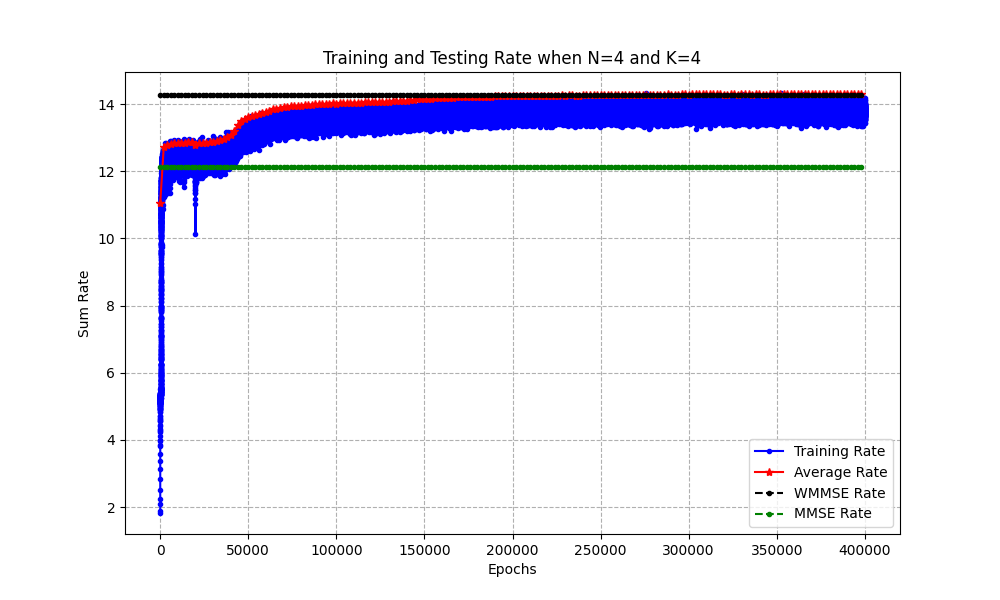 Training and Testing Rate when N=4 and K=4
Sum Rate
14
12
10
8
6
4
2
0 50000 100000 150000 200000 250000 300000 350000 400000
Epochs
Training Rate
Average Rate
WMMSE Rate
MMSE Rate